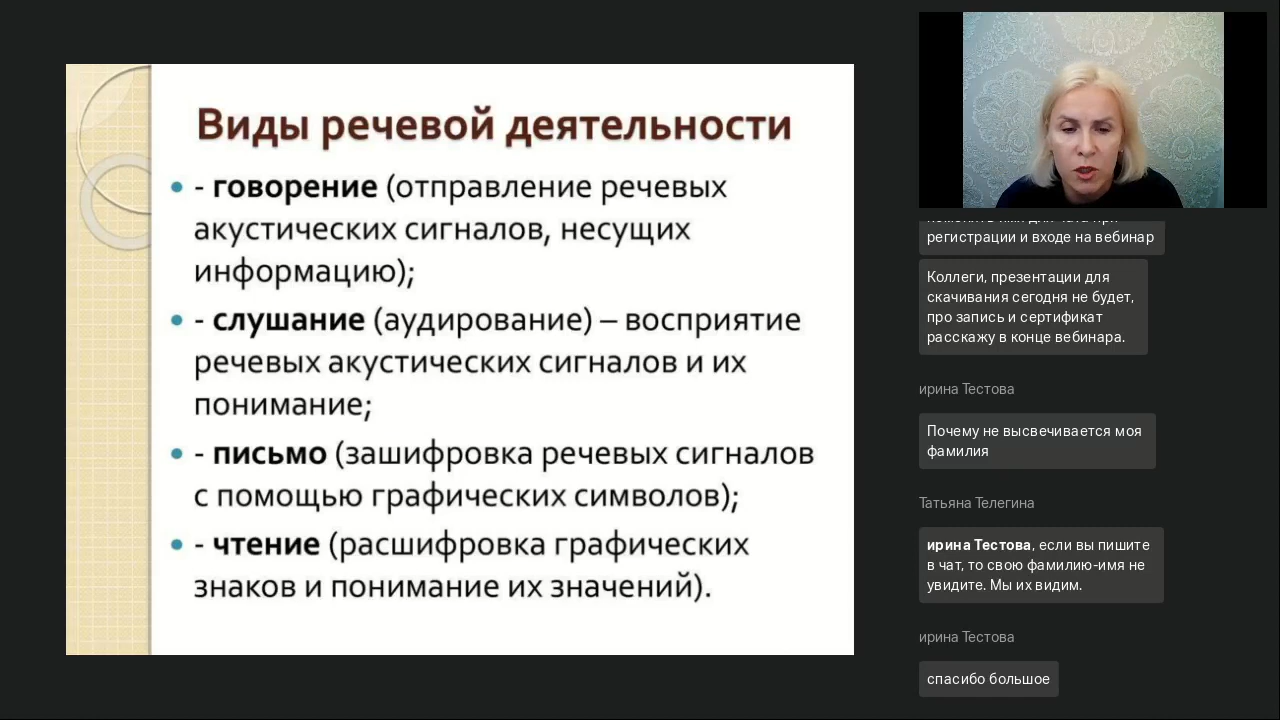 Виды речевой деятельности
- говорение (отправление речевых
акустических сигналов, несущих
информацию);
- слушание (аудирование) – восприятие
речевых акустических сигналов и их
понимание;
- письмо (зашифровка речевых сигналов
с помощью графических символов);
- чтение (расшифровка графических
знаков и понимание их значений).
регистрации и входе на вебинар
Коллеги, презентации для
скачивания сегодня не будет,
про запись и сертификат
расскажу в конце вебинара.
ирина Тестова
Почему не высвечивается моя
фамилия
Татьяна Телегина
ирина Тестова, если вы пишите
в чат, то свою фамилию-имя не
увидите. Мы их видим.
ирина Тестова
спасибо большое